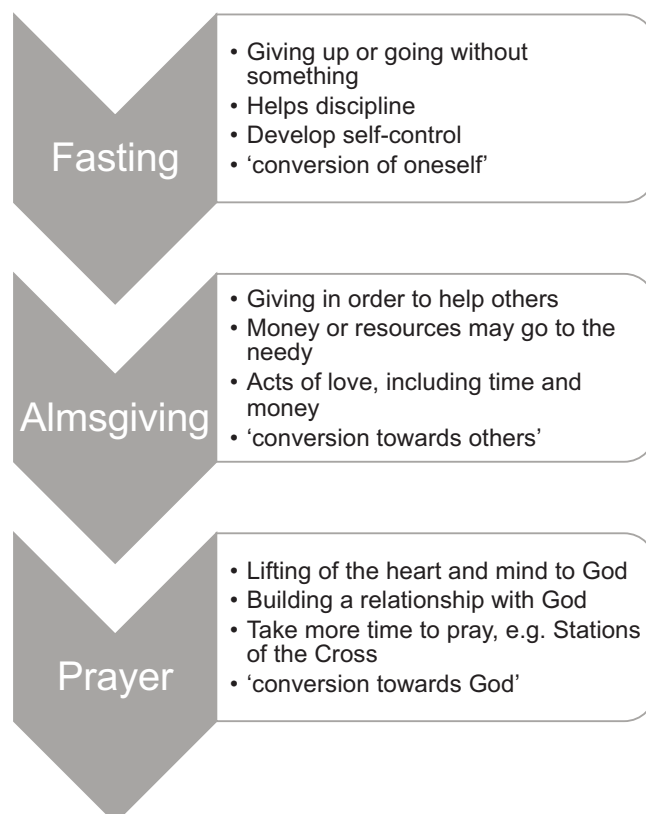 Fasting
• Giving up or going without
something
• Helps discipline
• Develop self-control
• ‘conversion of oneself’
Almsgiving
• Giving in order to help others
• Money or resources may go to the
needy
• Acts of love, including time and
money
• ‘conversion towards others’
Prayer
• Lifting of the heart and mind to God
• Building a relationship with God
• Take more time to pray, e.g. Stations
of the Cross
• ‘conversion towards God’